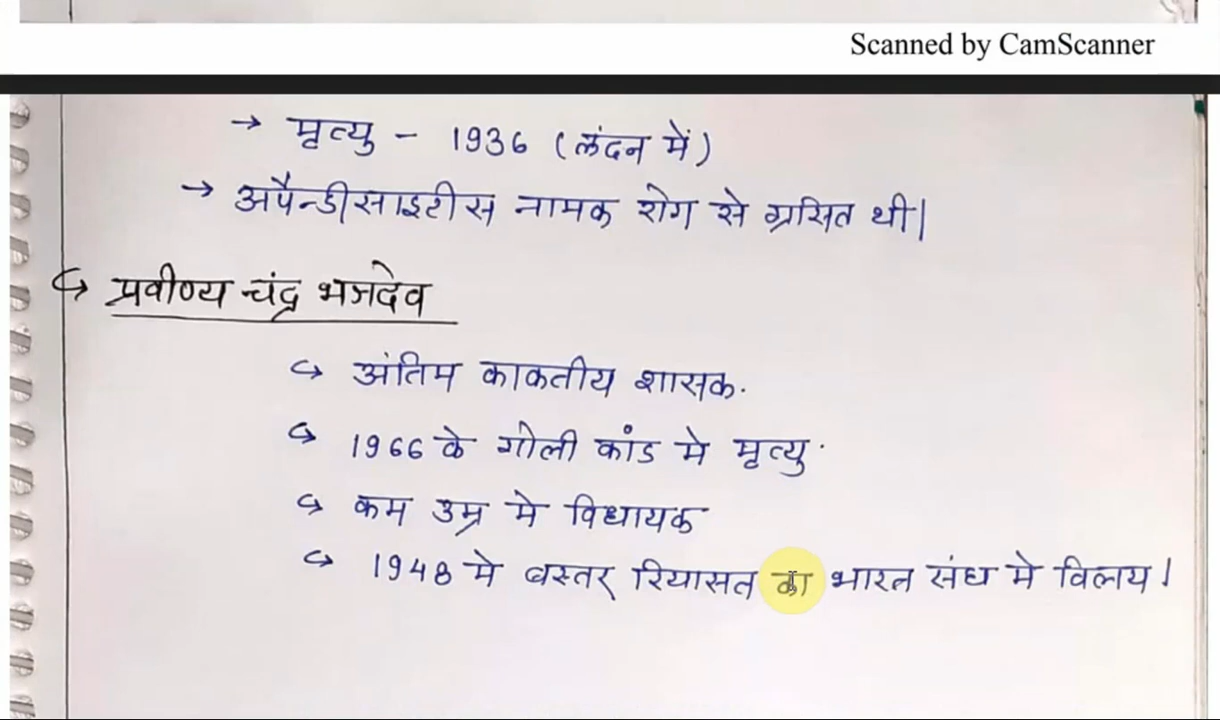 Scanned by CamScanner
→ मृत्यु - 1936 (लंदन में)
→ अपैन्डीसाइटीस नामक रोग से ग्रसित थी|
↪ प्रवीण्य चंद्र भजदेव
↪ अंतिम काकतीय शासक.
↪ 1966 के गोली कांड मे मृत्यु.
↪ कम उम्र मे विधायक
↪ 1948 मे बस्तर रियासत का भारत संघ मे विलय।